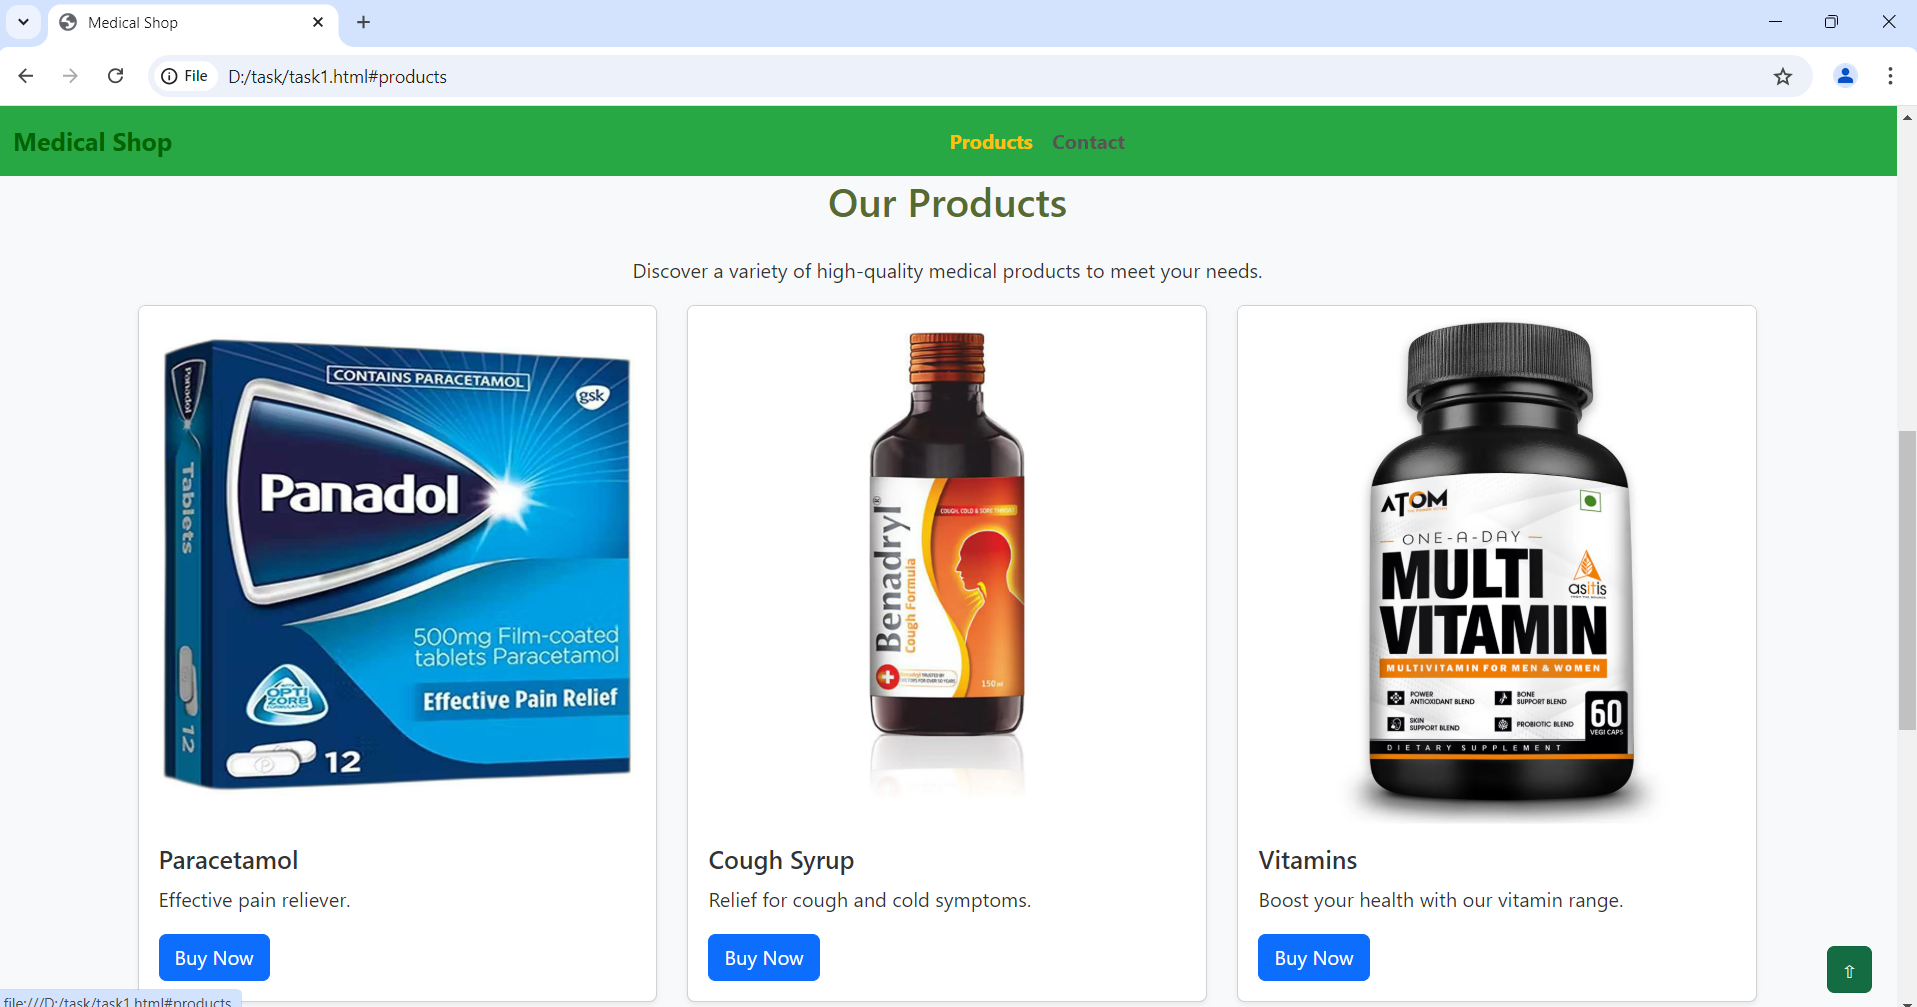 Medical Shop
File
D:/task/task1.html#products
Medical Shop
Products
Contact
Our Products
Discover a variety of high-quality medical products to meet your needs.
CONTAINS PARACETAMOL
gsk
Panadol
Panadol
Tablets
500mg Film-coated
tablets Paracetamol
OPTI
ZORB
FORMULATION
Effective Pain Relief
12
12
COUGH, COLD & SORE THROAT
Benadryl
Cough Formula
150 ml
ATOM
ONE-A-DAY
MULTI
asitis
VITAMIN
MULTIVITAMIN FOR MEN & WOMEN
POWER
ANTIOXIDANT BLEND
BONE
SUPPORT BLEND
SKIN
SUPPORT BLEND
PROBIOTIC BLEND
60
VEGI CAPS
DIETARY SUPPLEMENT
Paracetamol
Effective pain reliever.
Buy Now
Cough Syrup
Relief for cough and cold symptoms.
Buy Now
Vitamins
Boost your health with our vitamin range.
Buy Now
⇧
file:///D:/task/task1.html#products